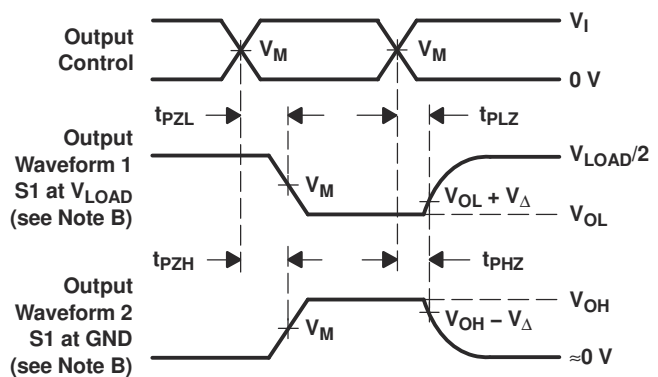 Output
Control
V_M
V_M
V_I
0 V
t_PZL
t_PLZ
Output
Waveform 1
S1 at V_LOAD
(see Note B)
V_M
V_LOAD/2
V_OL + V_Δ
V_OL
t_PZH
t_PHZ
Output
Waveform 2
S1 at GND
(see Note B)
V_M
V_OH
V_OH – V_Δ
≈0 V